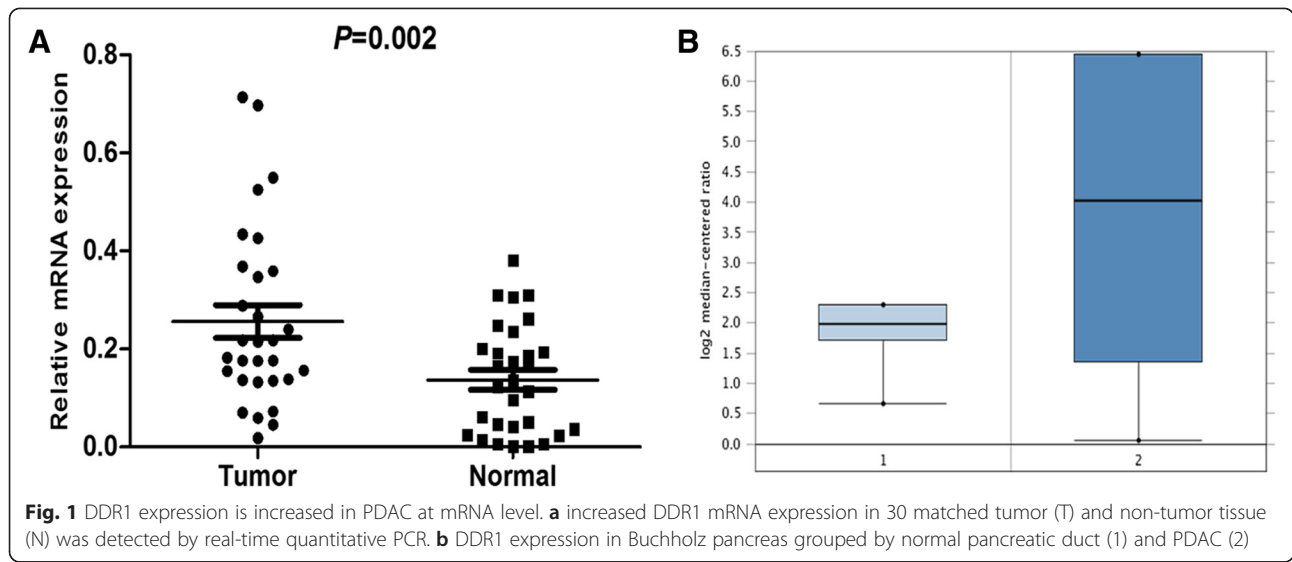 A
P=0.002
Relative mRNA expression
0.8
0.6
0.4
0.2
0.0
Tumor Normal
B
log2 median-centered ratio
6.5
6.0
5.5
5.0
4.5
4.0
3.5
3.0
2.5
2.0
1.5
1.0
0.5
0.0
1 2
Fig. 1 DDR1 expression is increased in PDAC at mRNA level. a increased DDR1 mRNA expression in 30 matched tumor (T) and non-tumor tissue
(N) was detected by real-time quantitative PCR. b DDR1 expression in Buchholz pancreas grouped by normal pancreatic duct (1) and PDAC (2)